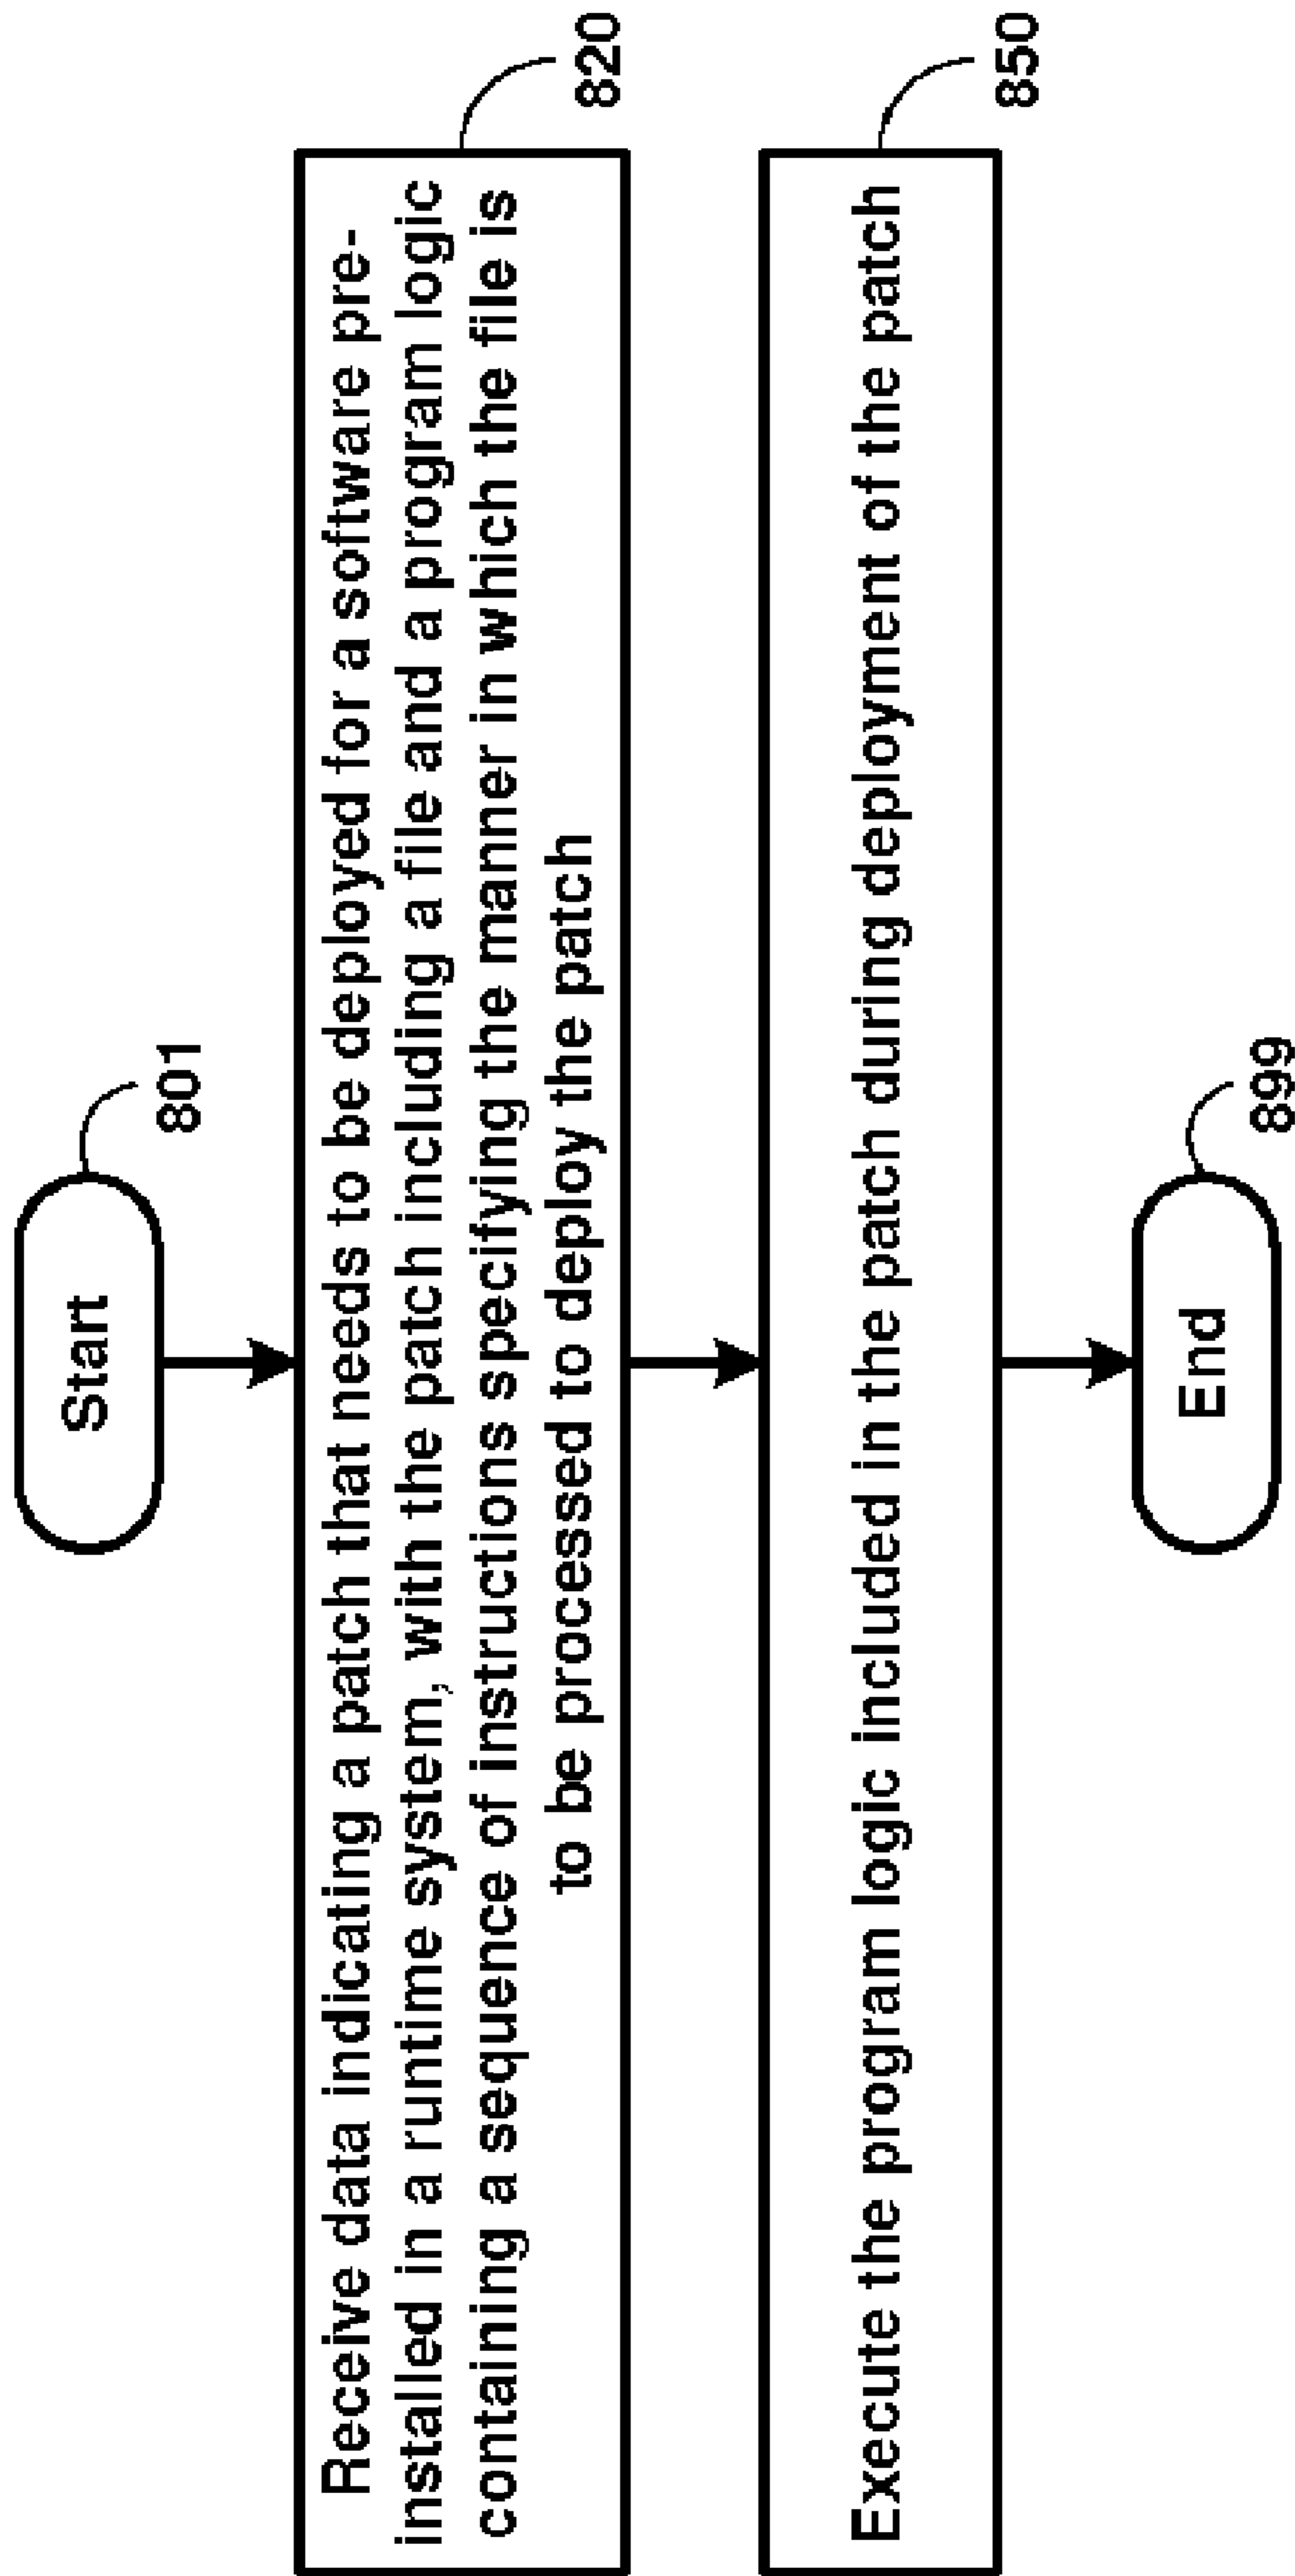 Start
801
Receive data indicating a patch that needs to be deployed for a software pre-
installed in a runtime system, with the patch including a file and a program logic
containing a sequence of instructions specifying the manner in which the file is
to be processed to deploy the patch
820
Execute the program logic included in the patch during deployment of the patch
850
End
899